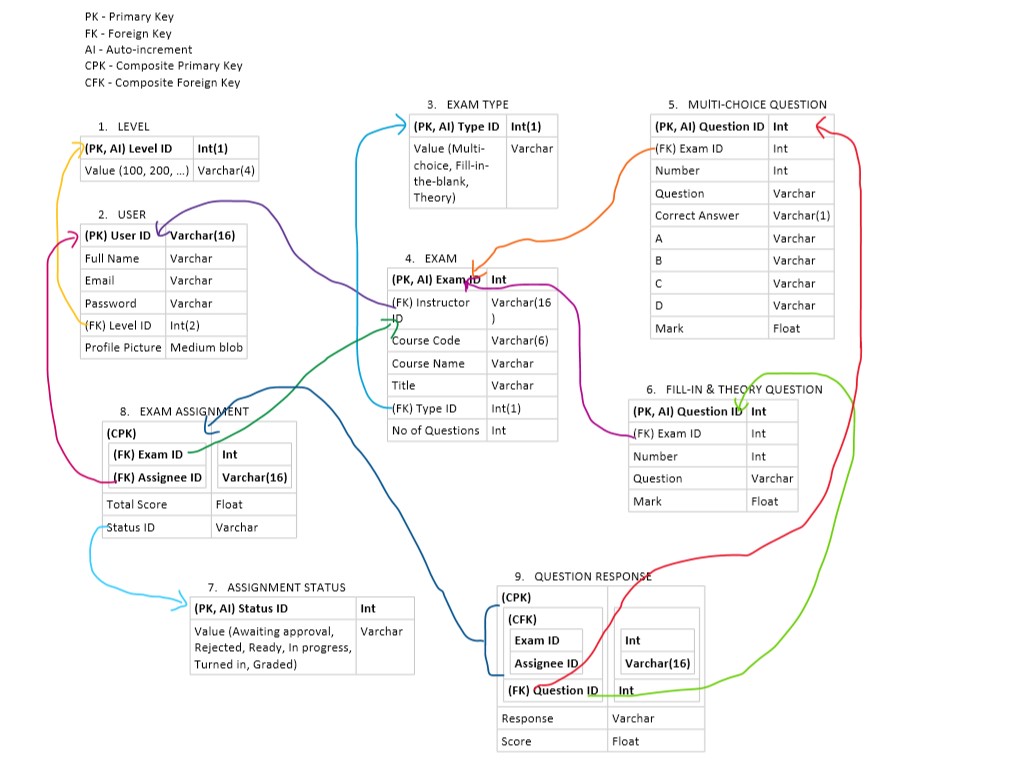 PK - Primary Key
FK - Foreign Key
AI - Auto-increment
CPK - Composite Primary Key
CFK - Composite Foreign Key
1. LEVEL
(PK, AI) Level ID Int(1)
Value (100, 200, ...) Varchar(4)
2. USER
(PK) User ID Varchar(16)
Full Name Varchar
Email Varchar
Password Varchar
(FK) Level ID Int(2)
Profile Picture Medium blob
3. EXAM TYPE
(PK, AI) Type ID Int(1)
Value (Multi- Varchar
choice, Fill-in-
the-blank,
Theory)
4. EXAM
(PK, AI) Exam ID Int
(FK) Instructor Varchar(16
ID )
Course Code Varchar(6)
Course Name Varchar
Title Varchar
(FK) Type ID Int(1)
No of Questions Int
5. MULTI-CHOICE QUESTION
(PK, AI) Question ID Int
(FK) Exam ID Int
Number Int
Question Varchar
Correct Answer Varchar(1)
A Varchar
B Varchar
C Varchar
D Varchar
Mark Float
6. FILL-IN & THEORY QUESTION
(PK, AI) Question ID Int
(FK) Exam ID Int
Number Int
Question Varchar
Mark Float
8. EXAM ASSIGNMENT
(CPK)
(FK) Exam ID Int
(FK) Assignee ID Varchar(16)
Total Score Float
Status ID Varchar
7. ASSIGNMENT STATUS
(PK, AI) Status ID Int
Value (Awaiting approval, Varchar
Rejected, Ready, In progress,
Turned in, Graded)
9. QUESTION RESPONSE
(CPK)
(CFK)
Exam ID Int
Assignee ID Varchar(16)
(FK) Question ID Int
Response Varchar
Score Float